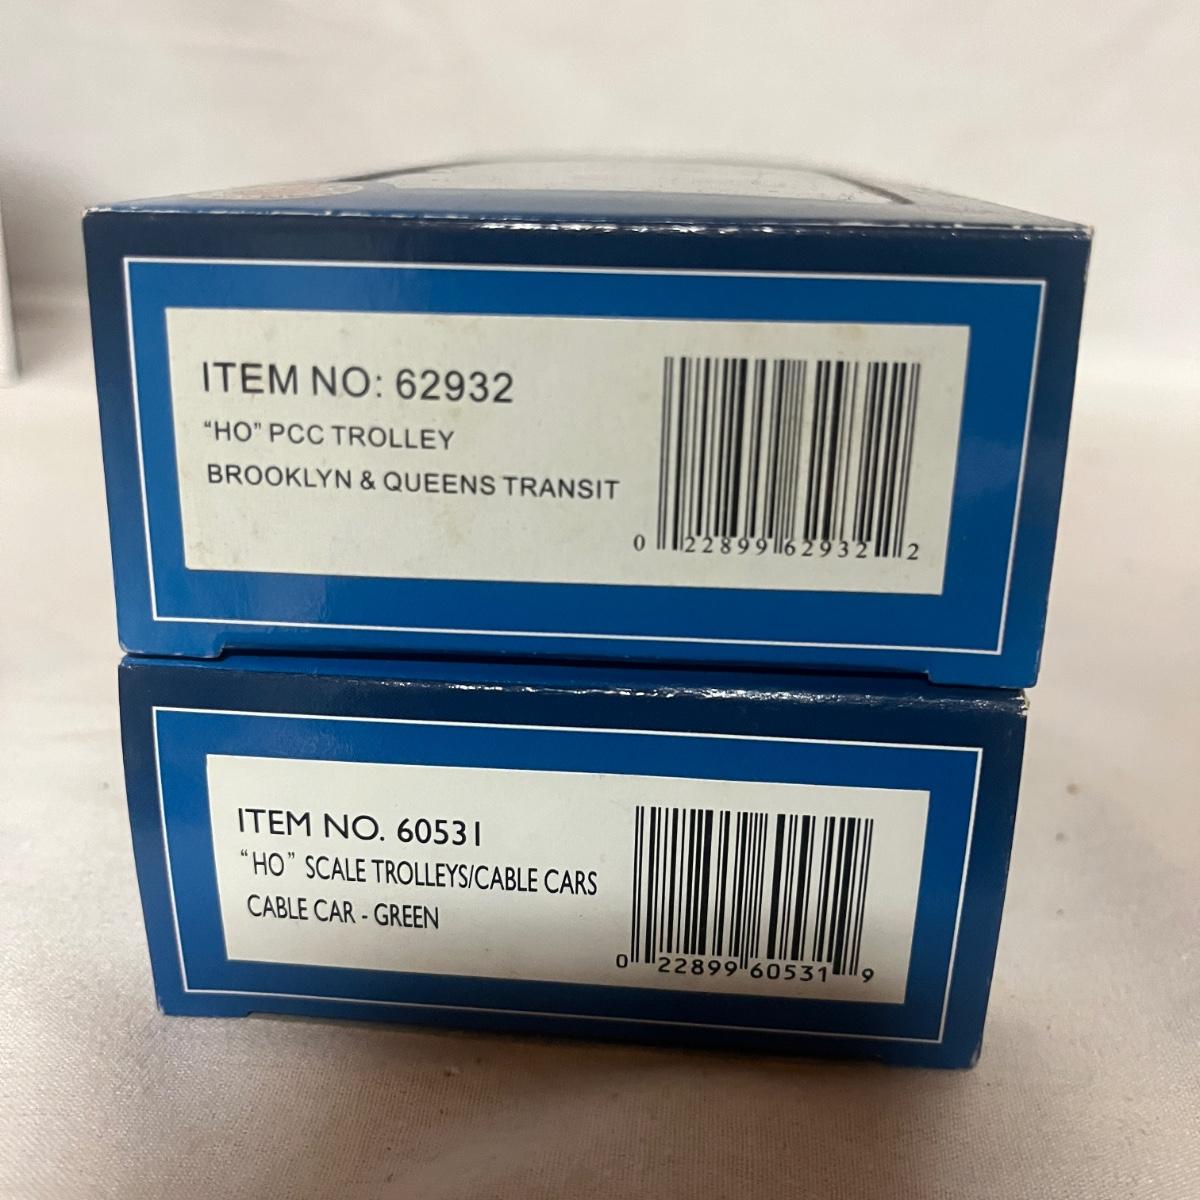 ITEM NO: 62932
"HO" PCC TROLLEY
BROOKLYN & QUEENS TRANSIT
0 22899 62932 2
ITEM NO. 60531
"HO" SCALE TROLLEYS/CABLE CARS
CABLE CAR - GREEN
0 22899 60531 9